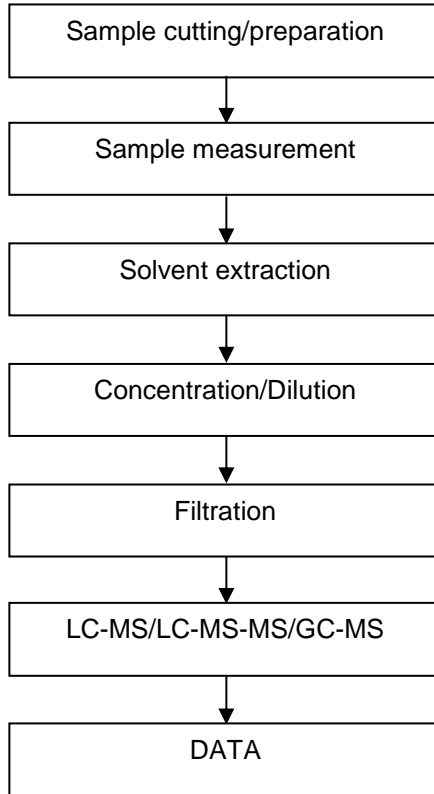 Sample cutting/preparation
Sample measurement
Solvent extraction
Concentration/Dilution
Filtration
LC-MS/LC-MS-MS/GC-MS
DATA